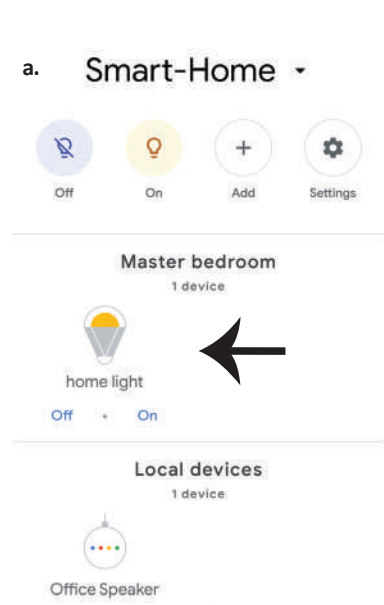 a. Smart-Home
Off On Add Settings
Master bedroom
1 device
home light
Off • On
Local devices
1 device
Office Speaker